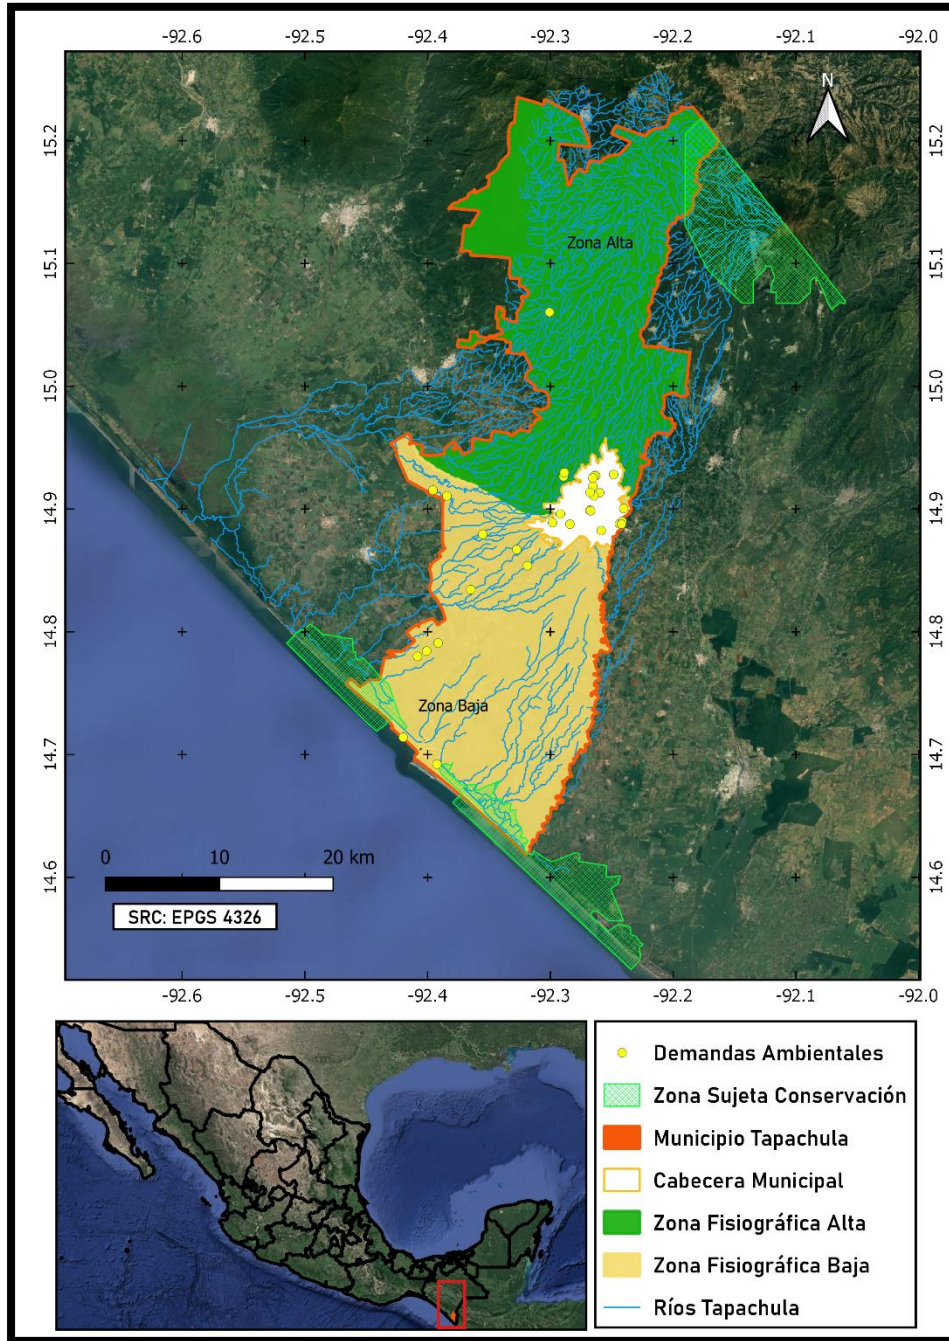 -92.6 -92.5 -92.4 -92.3 -92.2 -92.1 -92.0
N
15.2 15.2
15.1 15.1
Zona Alta
15.0 15.0
14.9 14.9
14.8 14.8
Zona Baja
14.7 14.7
0 10 20 km
14.6 14.6
SRC: EPGS 4326
-92.6 -92.5 -92.4 -92.3 -92.2 -92.1 -92.0
Demandas Ambientales
Zona Sujeta Conservación
Municipio Tapachula
Cabecera Municipal
Zona Fisiográfica Alta
Zona Fisiográfica Baja
Ríos Tapachula